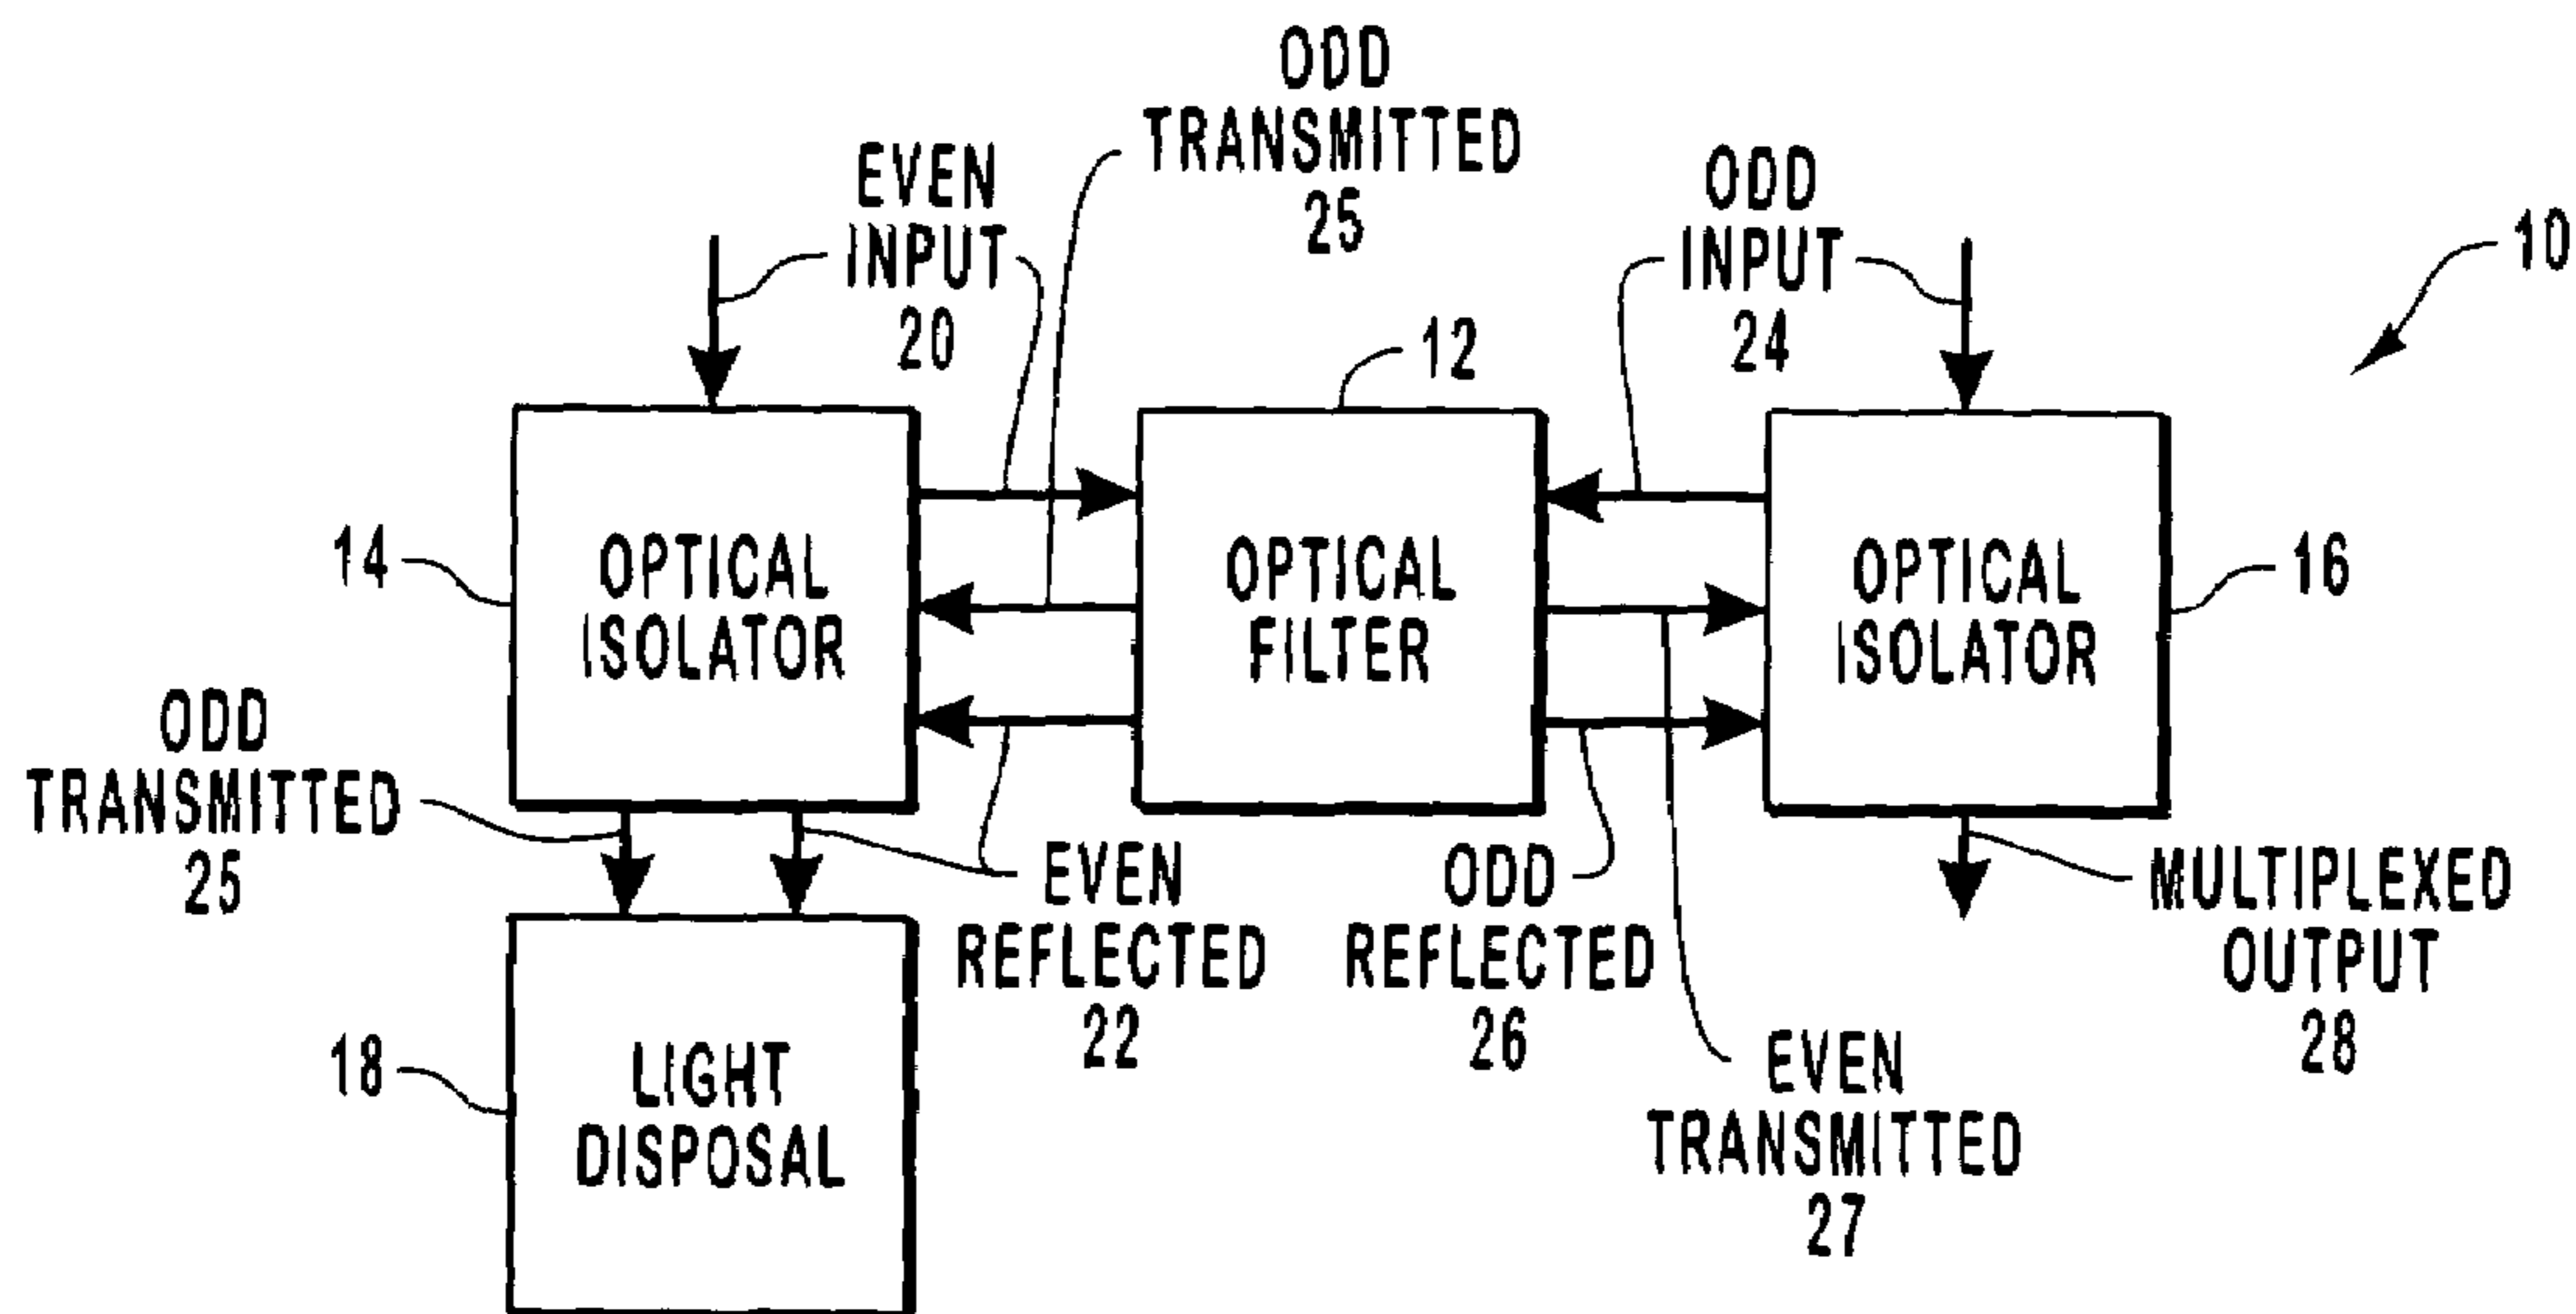 ODD
TRANSMITTED
25
EVEN
INPUT
20
ODD
INPUT
24
10
12
14
OPTICAL
ISOLATOR
OPTICAL
FILTER
OPTICAL
ISOLATOR
16
ODD
TRANSMITTED
25
EVEN
REFLECTED
22
ODD
REFLECTED
26
MULTIPLEXED
OUTPUT
28
18
LIGHT
DISPOSAL
EVEN
TRANSMITTED
27